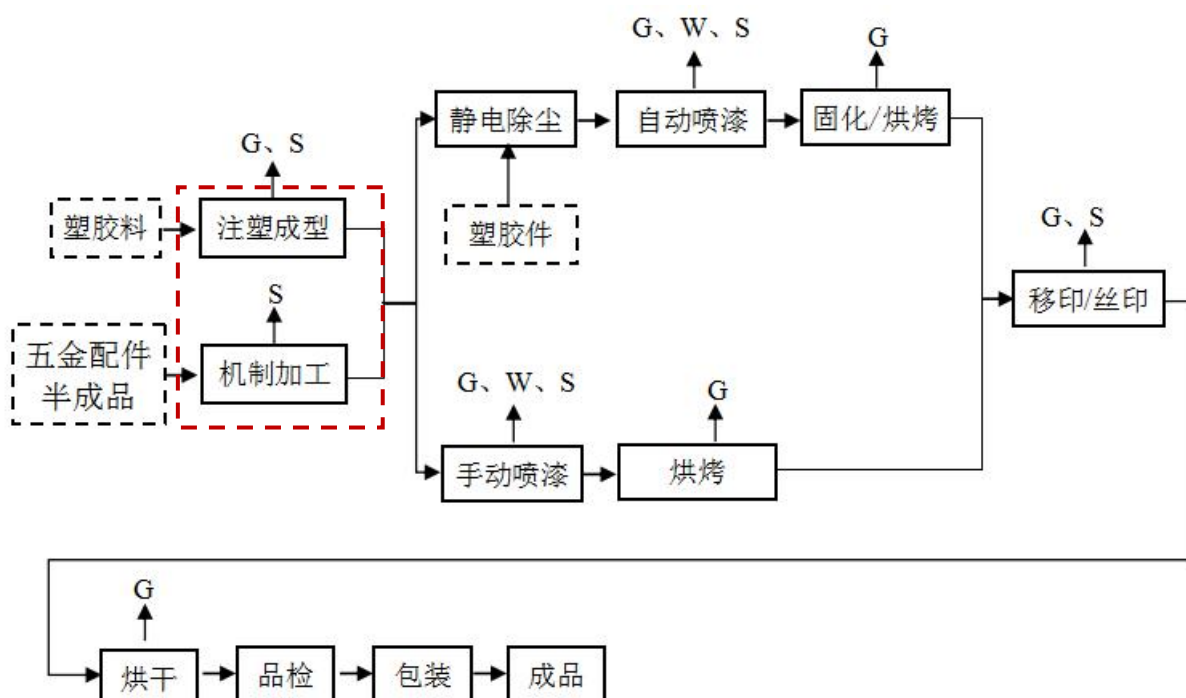 G、W、S
G
静电除尘
自动喷漆
固化/烘烤
G、S
塑胶料
注塑成型
塑胶件
G、S
移印/丝印
S
五金配件
半成品
机制加工
G、W、S
G
手动喷漆
烘烤
G
烘干
品检
包装
成品